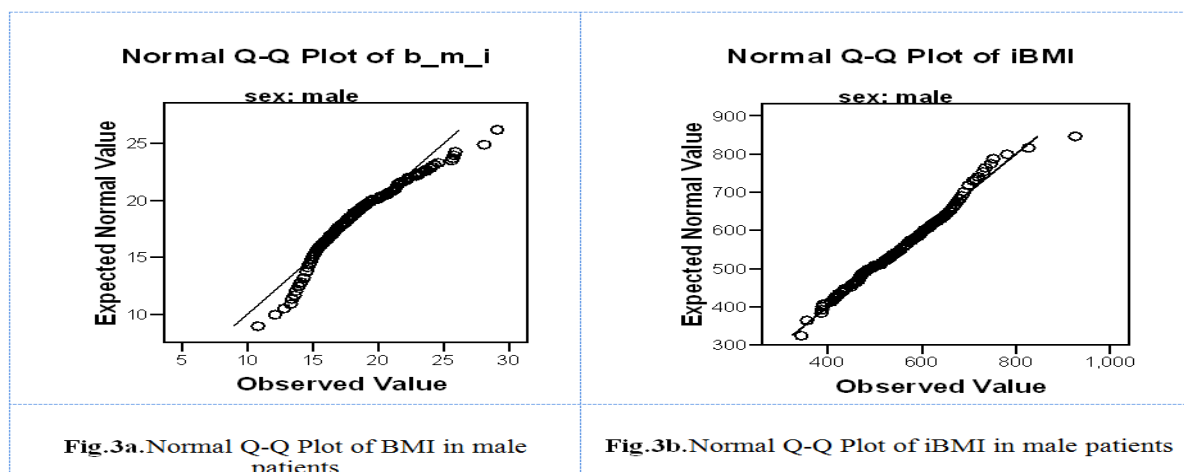 Normal Q-Q Plot of b_m_i
sex: male
Expected Normal Value
25
20
15
10
5
10
15
20
25
30
Observed Value
Fig.3a.Normal Q-Q Plot of BMI in male
patients
Normal Q-Q Plot of iBMI
sex: male
Expected Normal Value
900
800
700
600
500
400
300
400
600
800
1,000
Observed Value
Fig.3b.Normal Q-Q Plot of iBMI in male patients